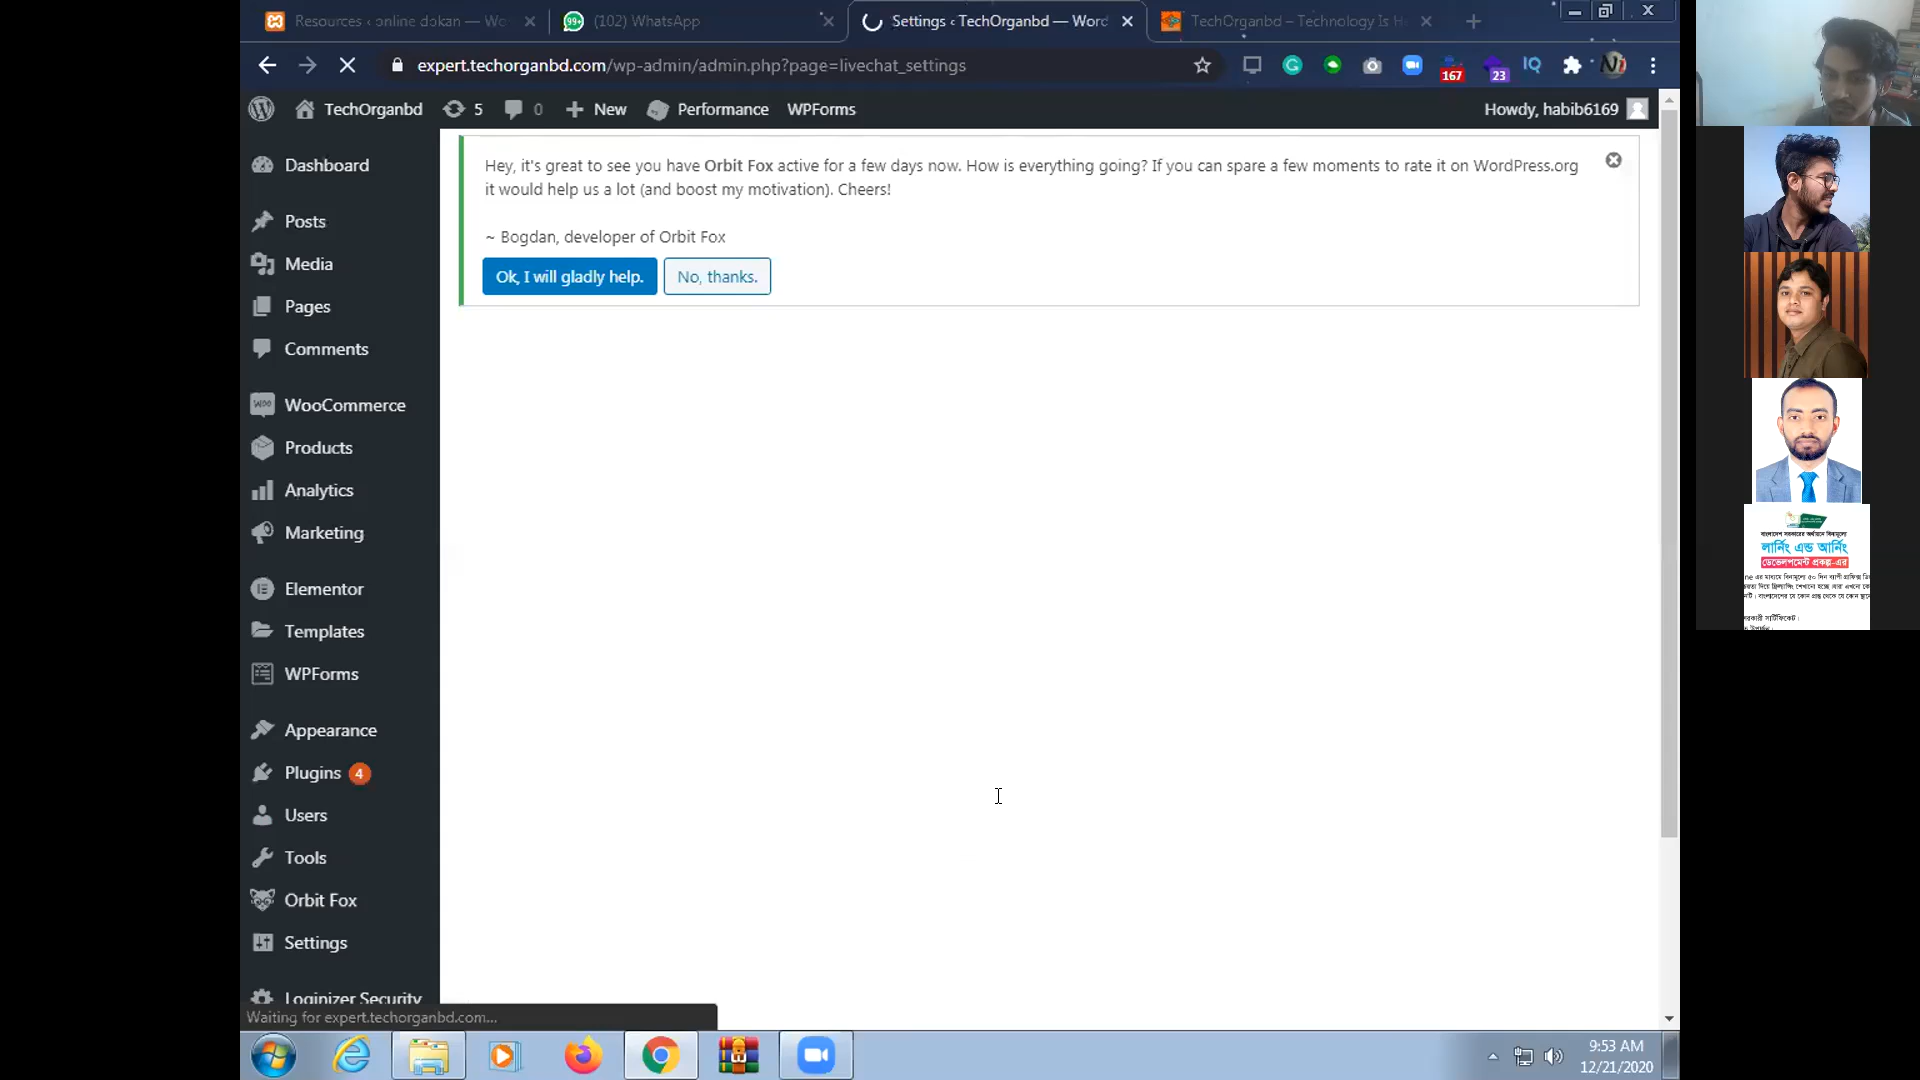 Resources ‹ online dokan — Wo
(102) WhatsApp
Settings ‹ TechOrganbd — Word
TechOrganbd – Technology Is He
expert.techorganbd.com/wp-admin/admin.php?page=livechat_settings
167
23
IQ
TechOrganbd
5
0
New
Performance
WPForms
Howdy, habib6169
Dashboard
Posts
Media
Pages
Comments
WooCommerce
Products
Analytics
Marketing
Elementor
Templates
WPForms
Appearance
Plugins 4
Users
Tools
Orbit Fox
Settings
Loginizer Security
Hey, it's great to see you have Orbit Fox active for a few days now. How is everything going? If you can spare a few moments to rate it on WordPress.org
it would help us a lot (and boost my motivation). Cheers!
~ Bogdan, developer of Orbit Fox
Ok, I will gladly help.
No, thanks.
Waiting for expert.techorganbd.com...
9:53 AM
12/21/2020
বাংলাদেশ সরকারের অর্থায়নে বিনামূল্যে
লার্নিং এন্ড আর্নিং
ডেভেলপমেন্ট প্রকল্প-এর